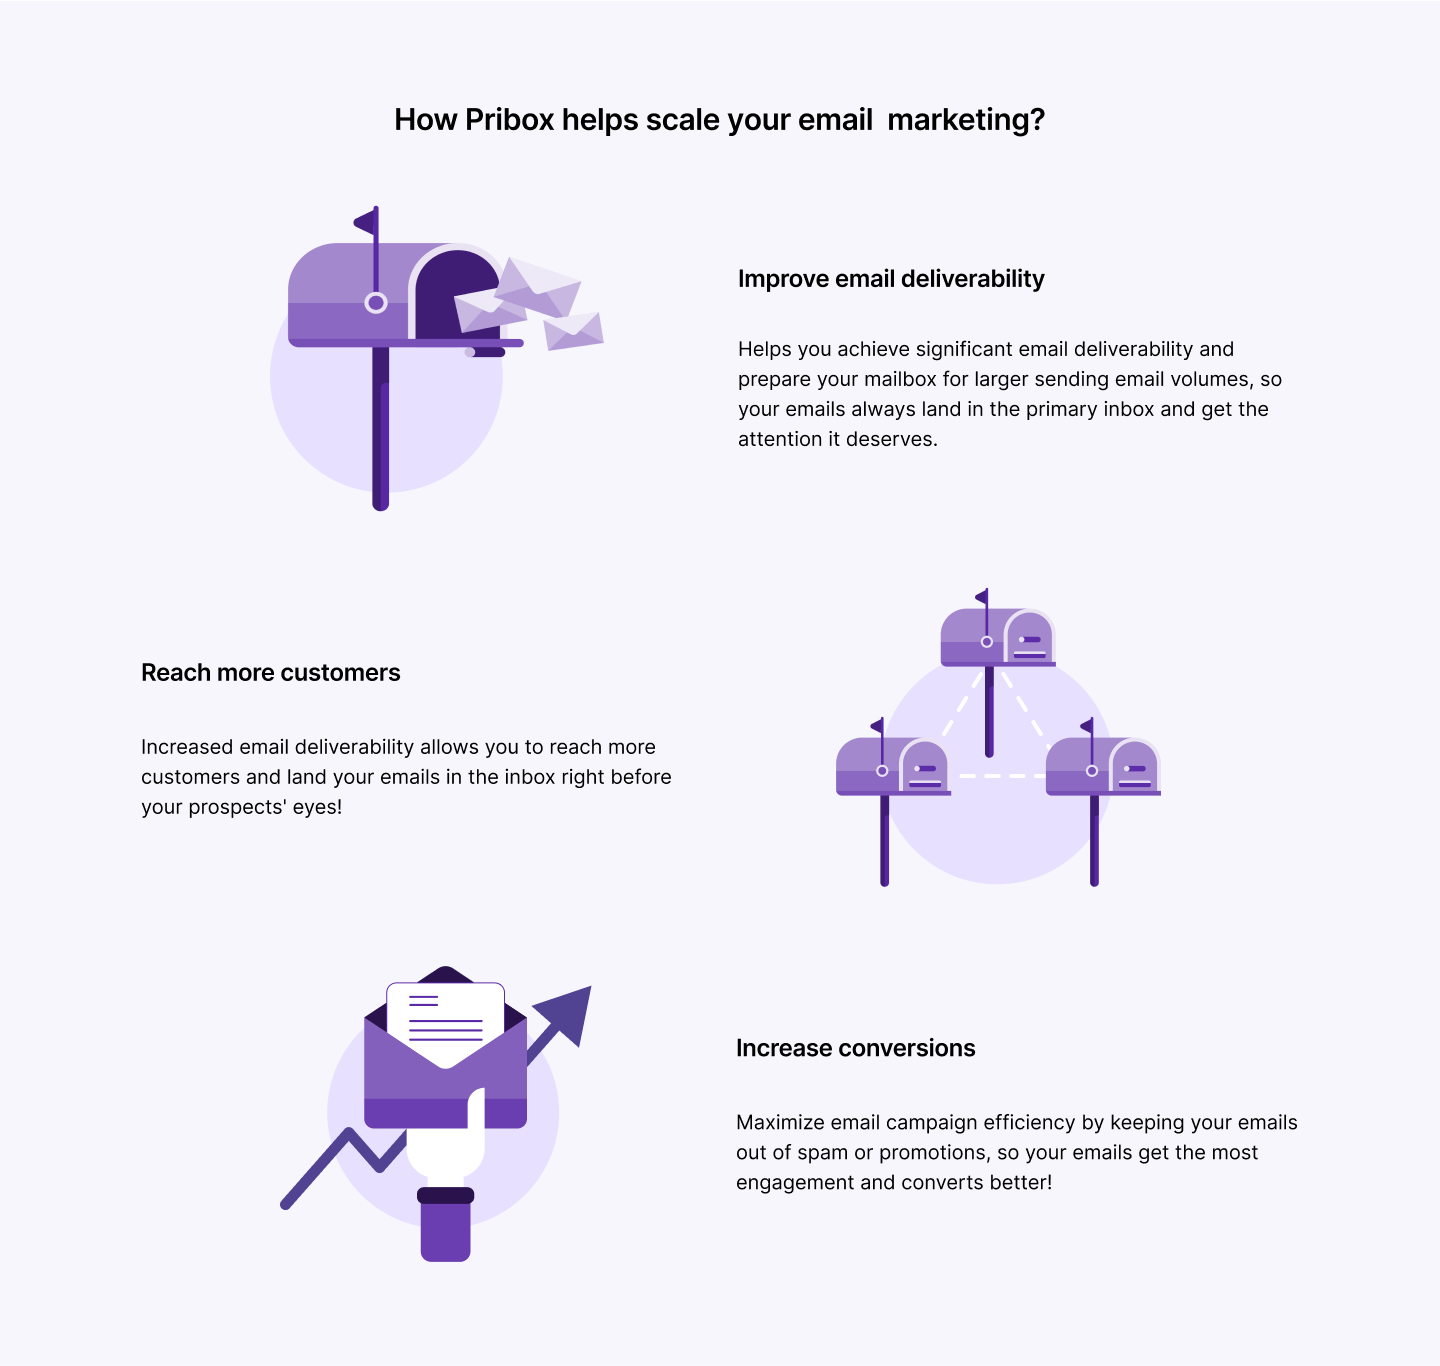 How Pribox helps scale your email  marketing?
Improve email deliverability
Helps you achieve significant email deliverability and
prepare your mailbox for larger sending email volumes, so
your emails always land in the primary inbox and get the
attention it deserves.
Reach more customers
Increased email deliverability allows you to reach more
customers and land your emails in the inbox right before
your prospects' eyes!
Increase conversions
Maximize email campaign efficiency by keeping your emails
out of spam or promotions, so your emails get the most
engagement and converts better!